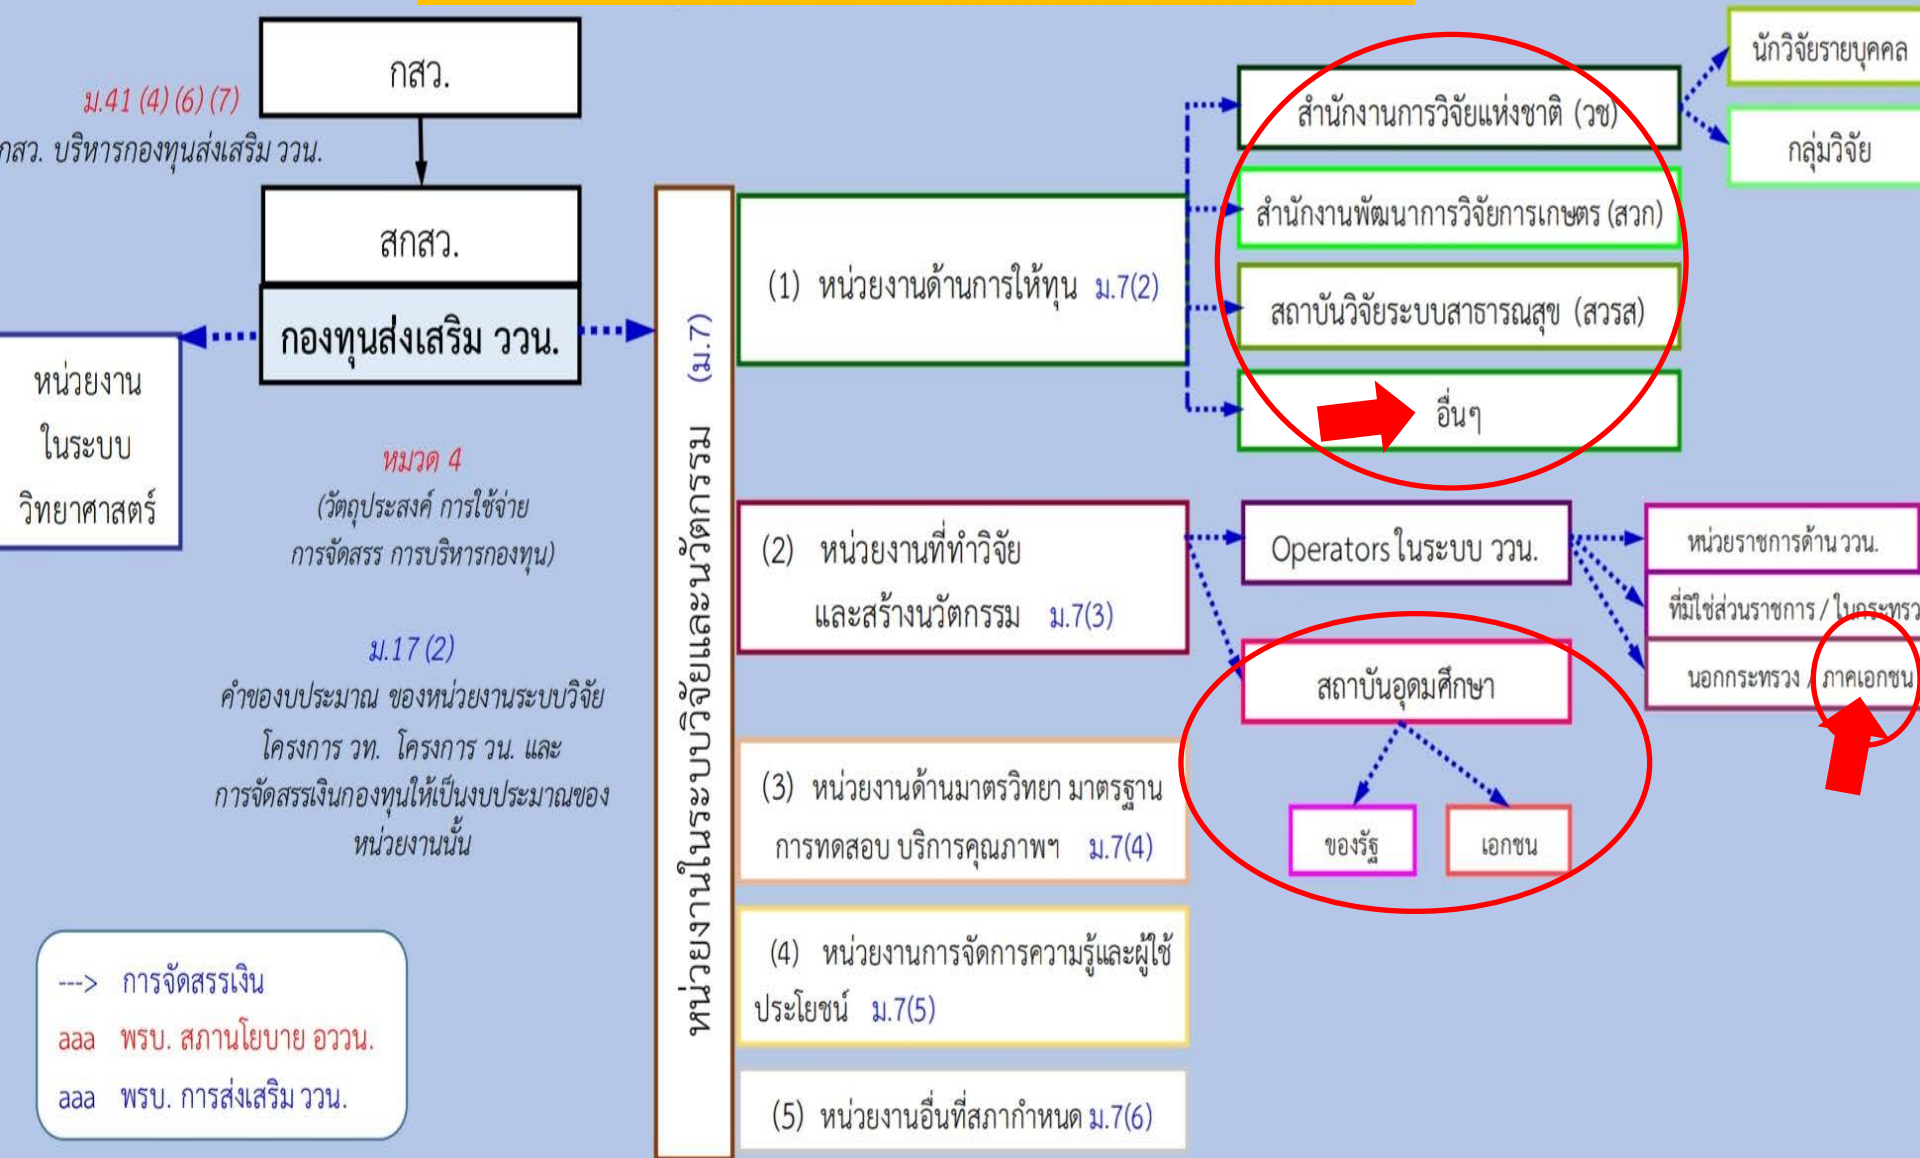 กสว.
ม.41 (4) (6) (7)
กสว. บริหารกองทุนส่งเสริม ววน.
สกสว.
กองทุนส่งเสริม ววน.
หน่วยงาน
ในระบบ
วิทยาศาสตร์
หมวด 4
(วัตถุประสงค์ การใช้จ่าย
การจัดสรร การบริหารกองทุน)
ม.17 (2)
คำของบประมาณ ของหน่วยงานระบบวิจัย
โครงการ วท. โครงการ วน. และ
การจัดสรรเงินกองทุนให้เป็นงบประมาณของ
หน่วยงานนั้น
---> การจัดสรรเงิน
aaa พรบ. สภานโยบาย อววน.
aaa พรบ. การส่งเสริม ววน.
หน่วยงานในระบบวิจัยและนวัตกรรม (ม.7)
(1) หน่วยงานด้านการให้ทุน ม.7(2)
สำนักงานการวิจัยแห่งชาติ (วช)
สำนักงานพัฒนาการวิจัยการเกษตร (สวก)
สถาบันวิจัยระบบสาธารณสุข (สวรส)
อื่นๆ
นักวิจัยรายบุคคล
กลุ่มวิจัย
(2) หน่วยงานที่ทำวิจัย
และสร้างนวัตกรรม ม.7(3)
Operators ในระบบ ววน.
หน่วยราชการด้าน ววน.
ที่มิใช่ส่วนราชการ / ในกระทรว
นอกกระทรวง / ภาคเอกชน
สถาบันอุดมศึกษา
ของรัฐ
เอกชน
(3) หน่วยงานด้านมาตรวิทยา มาตรฐาน
การทดสอบ บริการคุณภาพฯ ม.7(4)
(4) หน่วยงานการจัดการความรู้และผู้ใช้
ประโยชน์ ม.7(5)
(5) หน่วยงานอื่นที่สภากำหนด ม.7(6)